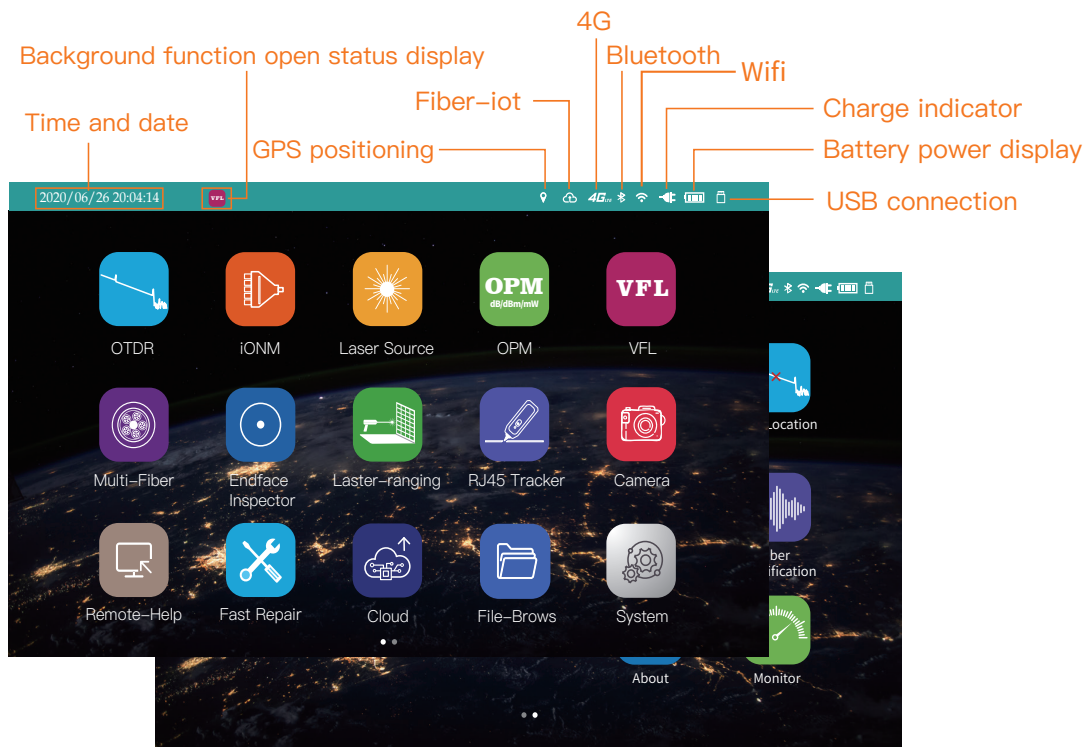 4G
Background function open status display
Bluetooth
Wifi
Fiber-iot
Charge indicator
Time and date
GPS positioning
Battery power display
USB connection
2020/06/26 20:04:14
VFL
4G
OPM
dB/dBm/mW
VFL
OTDR
iONM
Laser Source
OPM
VFL
Location
Multi-Fiber
Endface
Inspector
Laster-ranging
RJ45 Tracker
Camera
ber
ification
Remote-Help
Fast Repair
Cloud
File-Brows
System
About
Monitor